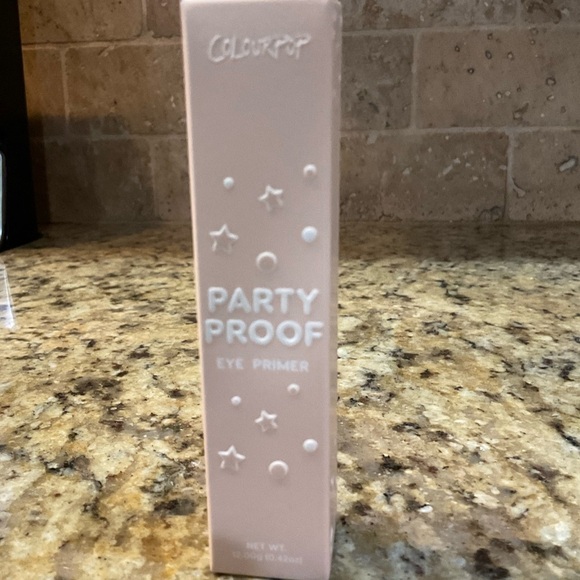 COLOURPOP
PARTY
PROOF
EYE PRIMER
NET WT.